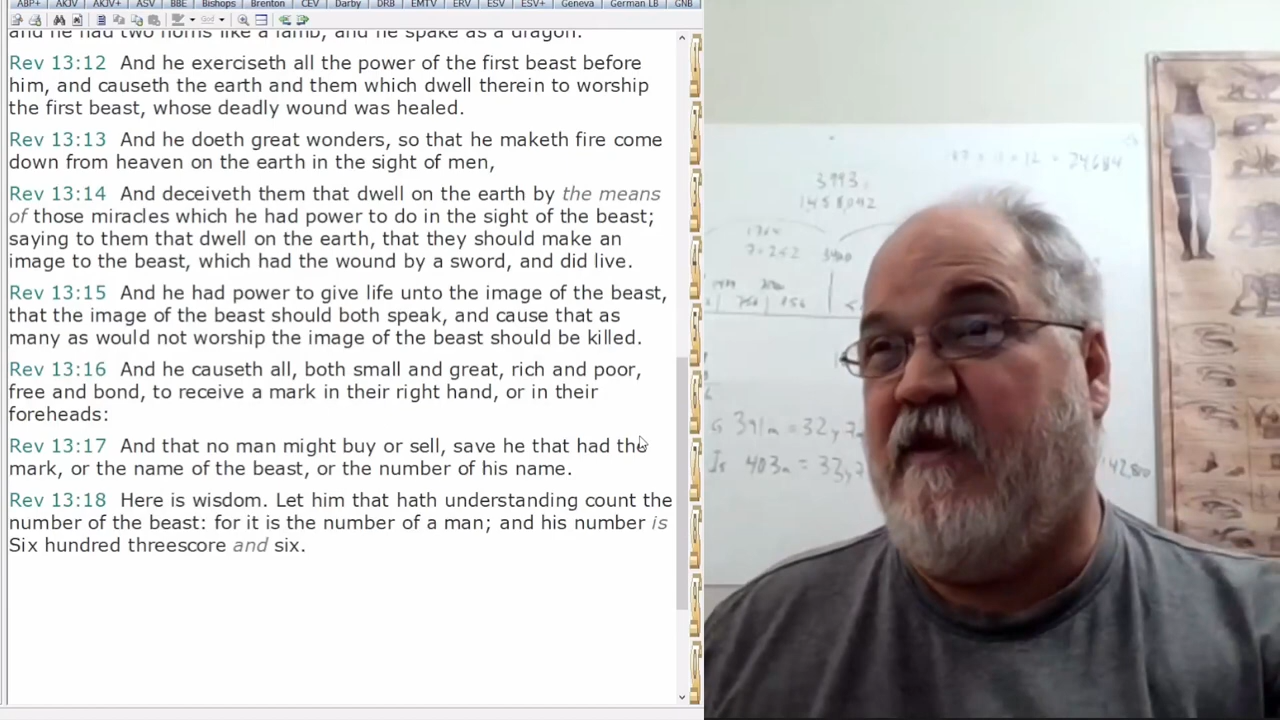 ABP+ AKJV AKJV+ ASV BBE Bishops Brenton CEV Darby DRB EMTV ERV ESV ESV+ Geneva German LB GNB
and he had two horns like a lamb, and he spake as a dragon.
Rev 13:12 And he exerciseth all the power of the first beast before
him, and causeth the earth and them which dwell therein to worship
the first beast, whose deadly wound was healed.
Rev 13:13 And he doeth great wonders, so that he maketh fire come
down from heaven on the earth in the sight of men,
Rev 13:14 And deceiveth them that dwell on the earth by the means
of those miracles which he had power to do in the sight of the beast;
saying to them that dwell on the earth, that they should make an
image to the beast, which had the wound by a sword, and did live.
Rev 13:15 And he had power to give life unto the image of the beast,
that the image of the beast should both speak, and cause that as
many as would not worship the image of the beast should be killed.
Rev 13:16 And he causeth all, both small and great, rich and poor,
free and bond, to receive a mark in their right hand, or in their
foreheads:
Rev 13:17 And that no man might buy or sell, save he that had the
mark, or the name of the beast, or the number of his name.
Rev 13:18 Here is wisdom. Let him that hath understanding count the
number of the beast: for it is the number of a man; and his number is
Six hundred threescore and six.
= 34,684
3993
391m = 32y
403m = 33y